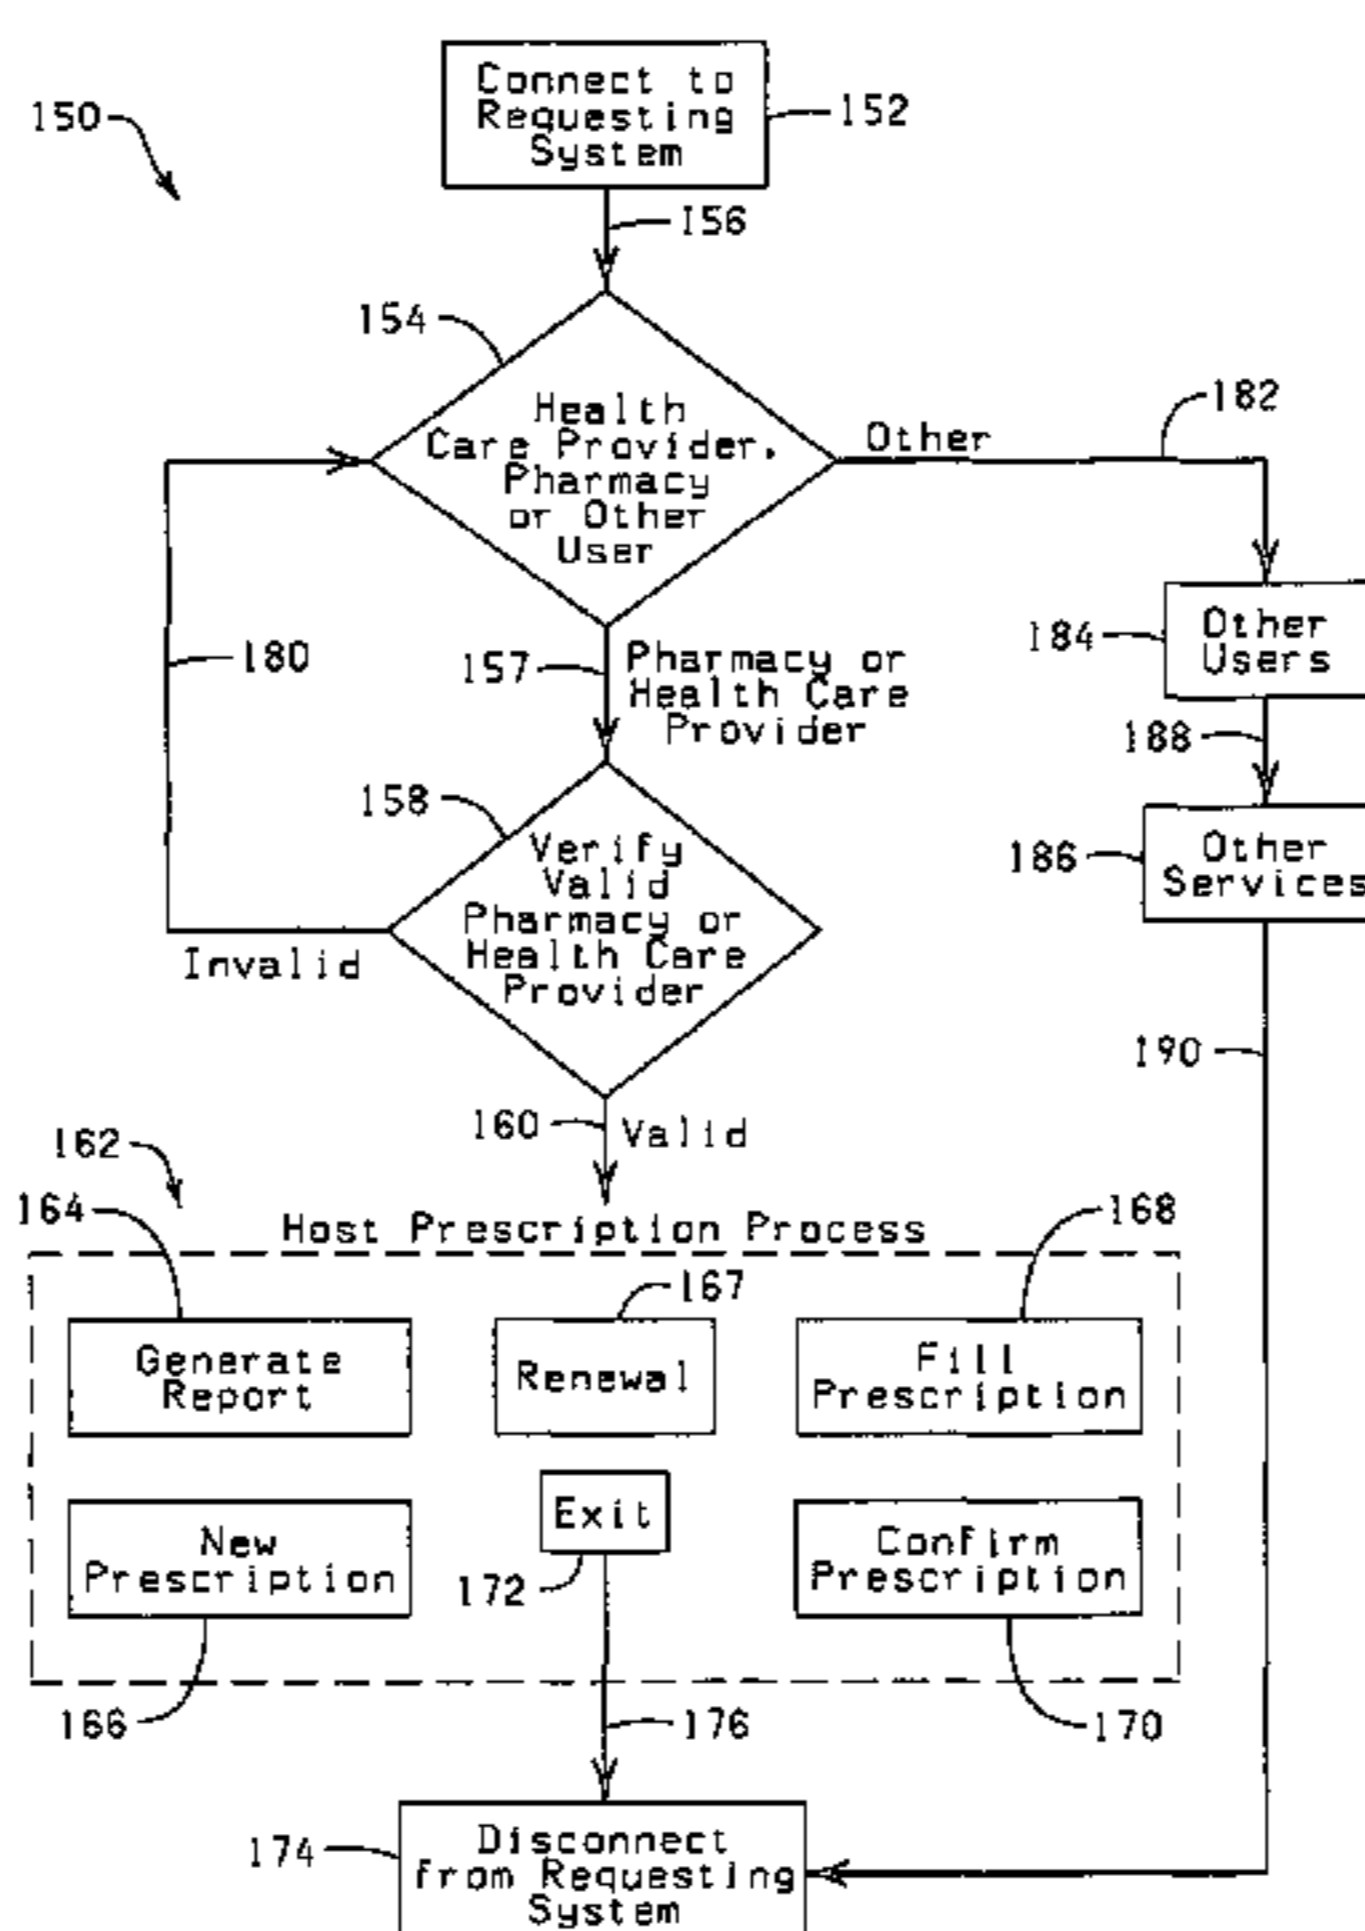 Connect to
Requesting
System
150
152
156
154
Health
Care Provider,
Pharmacy
or Other
User
Other
182
180
157
Pharmacy or
Health Care
Provider
184
Other
Users
188
158
Verify
Valid
Pharmacy or
Health Care
Provider
Invalid
186
Other
Services
190
160
Valid
162
164
Host Prescription Process
168
167
Generate
Report
Renewal
Fill
Prescription
New
Prescription
Exit
172
Confirm
Prescription
166
176
170
174
Disconnect
from Requesting
System